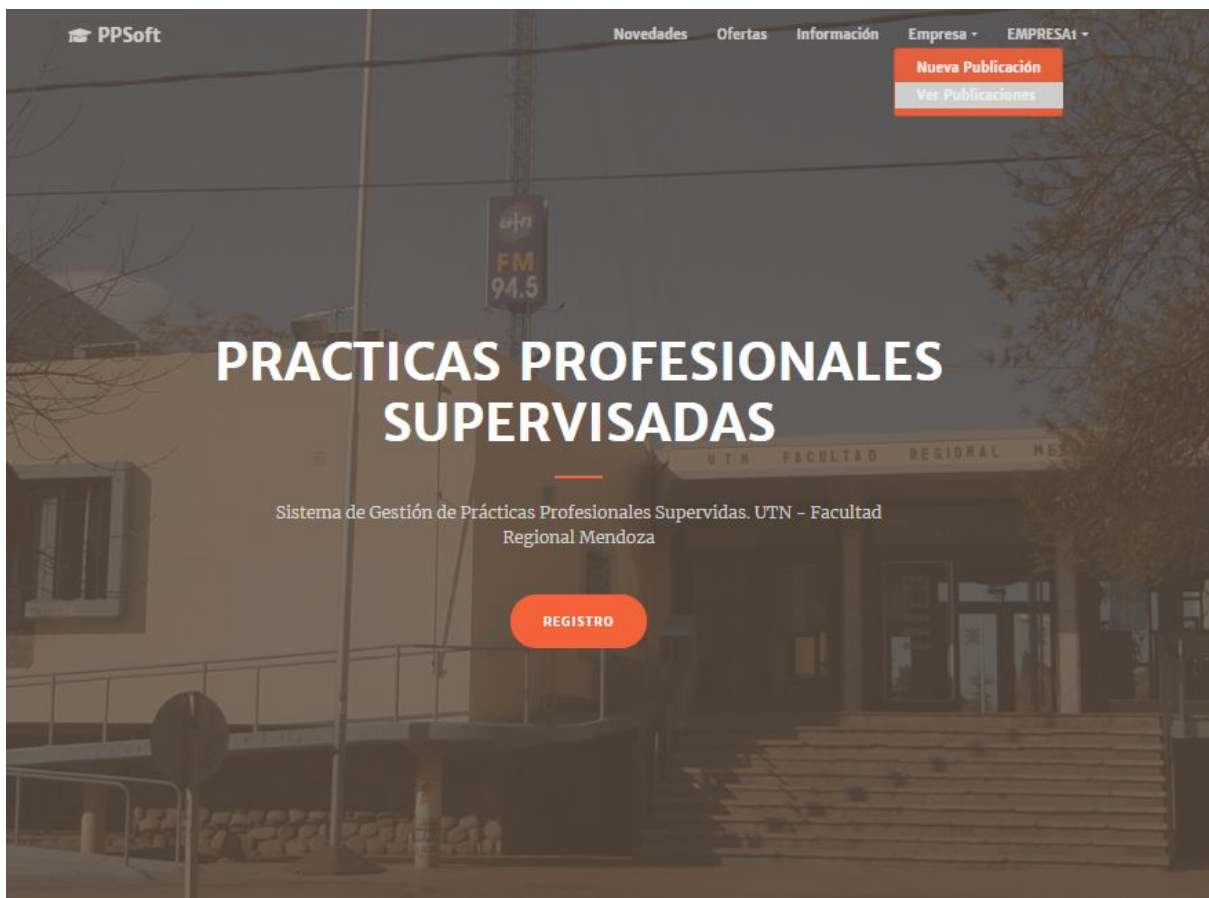 PPSoft
Novedades Ofertas Información Empresa EMPRESA1
Nueva Publicación
Ver Publicaciones
utn
FM
94.5
PRACTICAS PROFESIONALES
SUPERVISADAS
UTN FACULTAD REGIONAL ME
Sistema de Gestión de Prácticas Profesionales Supervidas. UTN – Facultad
Regional Mendoza
REGISTRO